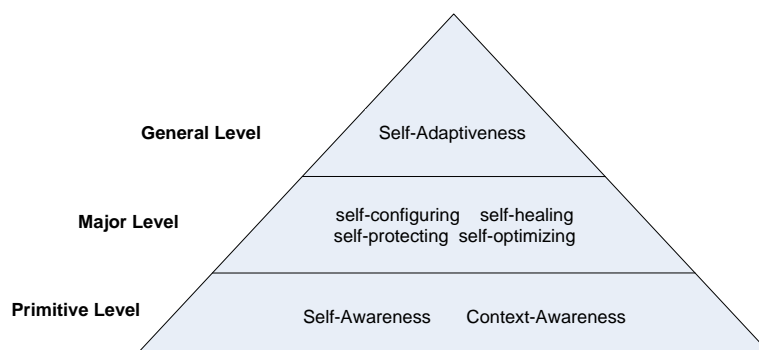 General Level Self-Adaptiveness
Major Level
self-configuring self-healing
self-protecting self-optimizing
Primitive Level
Self-Awareness Context-Awareness